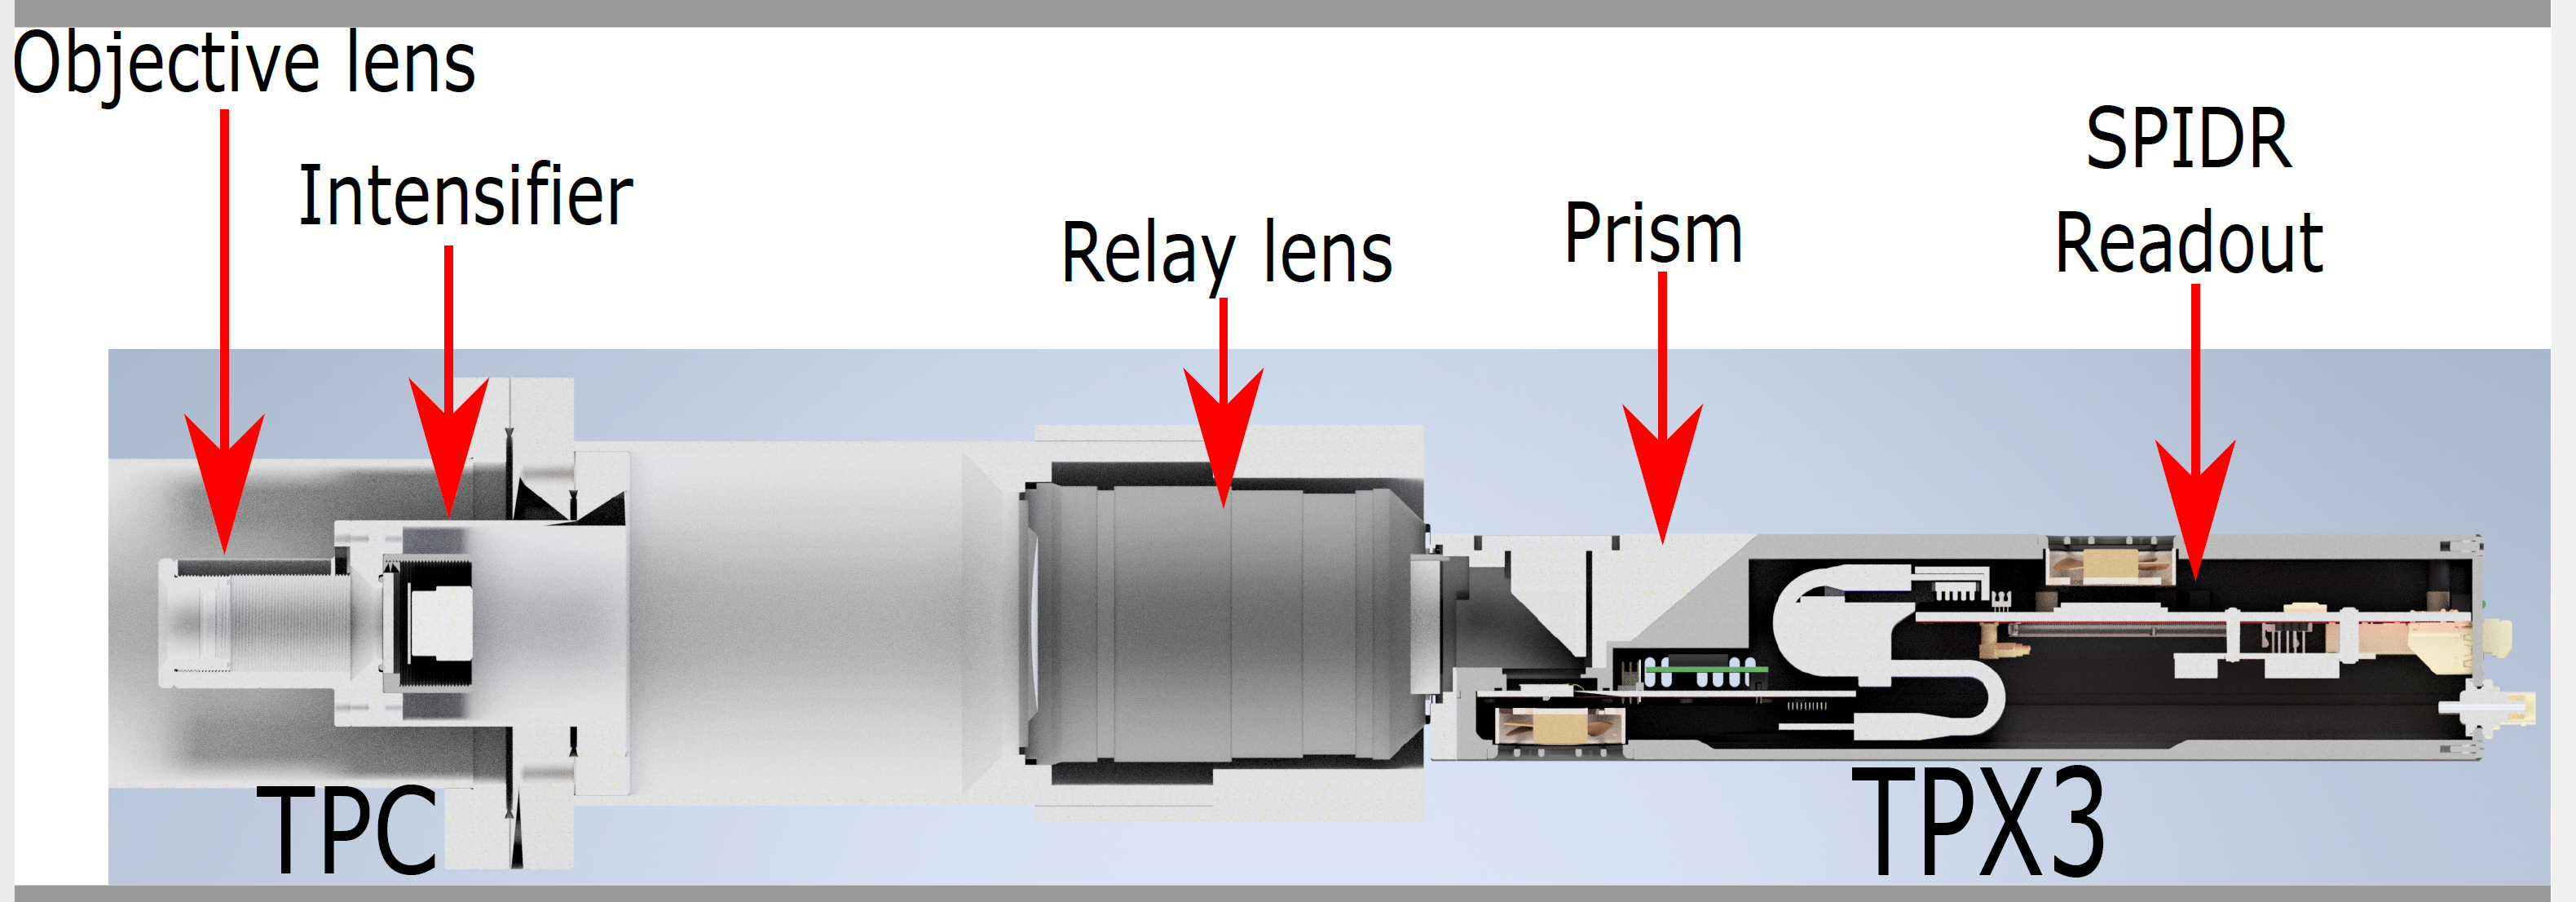 Objective lens
Intensifier
Relay lens
Prism
SPIDR
Readout
TPC
TPX3